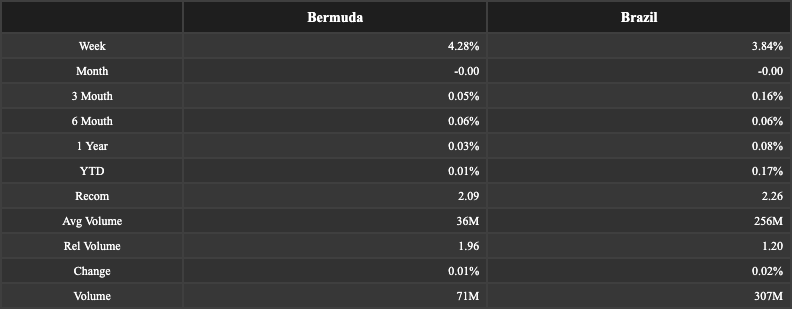 Bermuda Brazil
Week 4.28% 3.84%
Month -0.00 -0.00
3 Mouth 0.05% 0.16%
6 Mouth 0.06% 0.06%
1 Year 0.03% 0.08%
YTD 0.01% 0.17%
Recom 2.09 2.26
Avg Volume 36M 256M
Rel Volume 1.96 1.20
Change 0.01% 0.02%
Volume 71M 307M